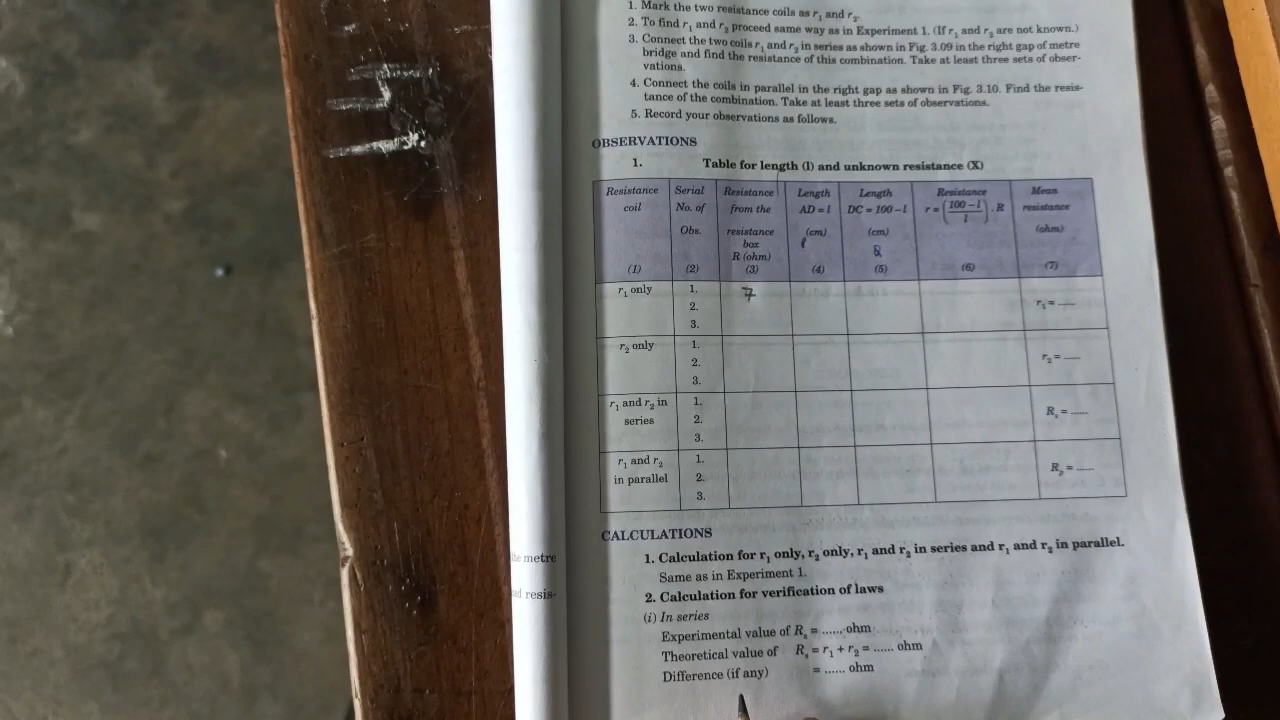 1. Mark the two resistance coils as r₁ and r₂.
2. To find r₁ and r₂ proceed same way as in Experiment 1. (If r₁ and r₂ are not known.)
3. Connect the two coils r₁ and r₂ in series as shown in Fig. 3.09 in the right gap of metre
bridge and find the resistance of this combination. Take at least three sets of obser-
vations.
4. Connect the coils in parallel in the right gap as shown in Fig. 3.10. Find the resis-
tance of the combination. Take at least three sets of observations.
5. Record your observations as follows.
OBSERVATIONS
1. Table for length (l) and unknown resistance (X)
Resistance coil (1)
Serial No. of Obs. (2)
Resistance from the resistance box R (ohm) (3)
Length AD = l (cm) (4)
Length DC = 100 – l (cm) (5)
Resistance r = (100 – l / l) . R (6)
Mean resistance (ohm) (7)
r₁ only 1. 7 r₁ = ......
2.
3.
r₂ only 1. r₂ = ......
2.
3.
r₁ and r₂ in series 1. Rₛ = ......
2.
3.
r₁ and r₂ in parallel 1. Rₚ = ......
2.
3.
CALCULATIONS
1. Calculation for r₁ only, r₂ only, r₁ and r₂ in series and r₁ and r₂ in parallel.
Same as in Experiment 1.
2. Calculation for verification of laws
(i) In series
Experimental value of Rₛ = ...... ohm
Theoretical value of Rₛ = r₁ + r₂ = ...... ohm
Difference (if any) = ...... ohm
metre
resis-